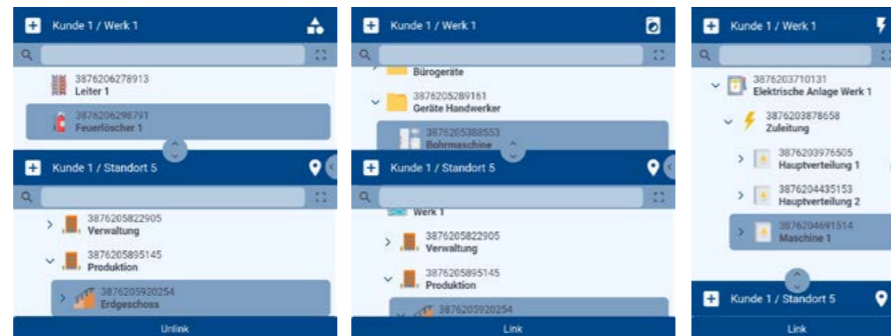 Kunde 1 / Werk 1
3876206278913
Leiter 1
3876206298791
Feuerlöscher 1
Kunde 1 / Standort 5
3876205822905
Verwaltung
3876205895145
Produktion
3876205920254
Erdgeschoss
Unlink
Kunde 1 / Werk 1
Bürogeräte
3876205289161
Geräte Handwerker
3876205388553
Bohrmaschine
Kunde 1 / Standort 5
Werk 1
3876205822905
Verwaltung
3876205895145
Produktion
3876205920254
Link
Kunde 1 / Werk 1
3876203710131
Elektrische Anlage Werk 1
3876203878658
Zuleitung
3876203976505
Hauptverteilung 1
3876204435153
Hauptverteilung 2
3876204691514
Maschine 1
Kunde 1 / Standort 5
Link